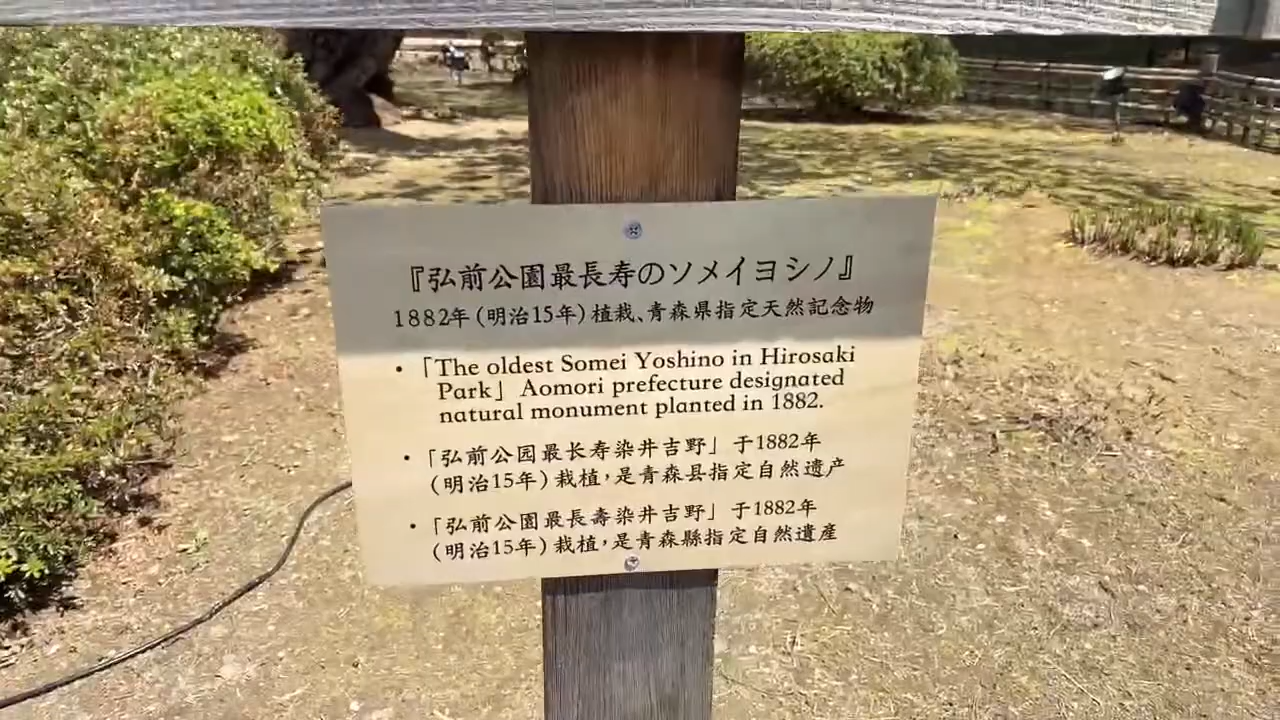 『弘前公園最長寿のソメイヨシノ』
1882年(明治15年)植栽、青森県指定天然記念物
・「The oldest Somei Yoshino in Hirosaki
Park」 Aomori prefecture designated
natural monument planted in 1882.
・「弘前公园最长寿染井吉野」 于1882年
(明治15年)栽植,是青森县指定自然遗产
・「弘前公園最長壽染井吉野」 于1882年
(明治15年)栽植,是青森縣指定自然遺產